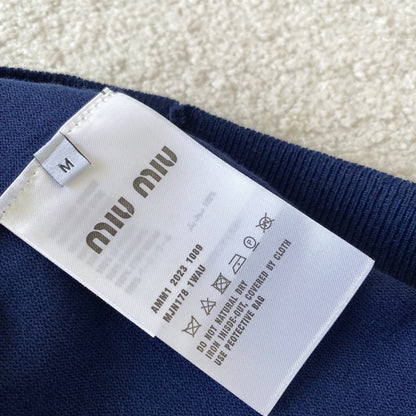 M
MIU MIU
AMM1 2023 1089
MJN178 1WAU
DO NOT NATURAL DRY
IRON INSIDE-OUT, COVERED BY CLOTH
USE PETECTIVE BAG